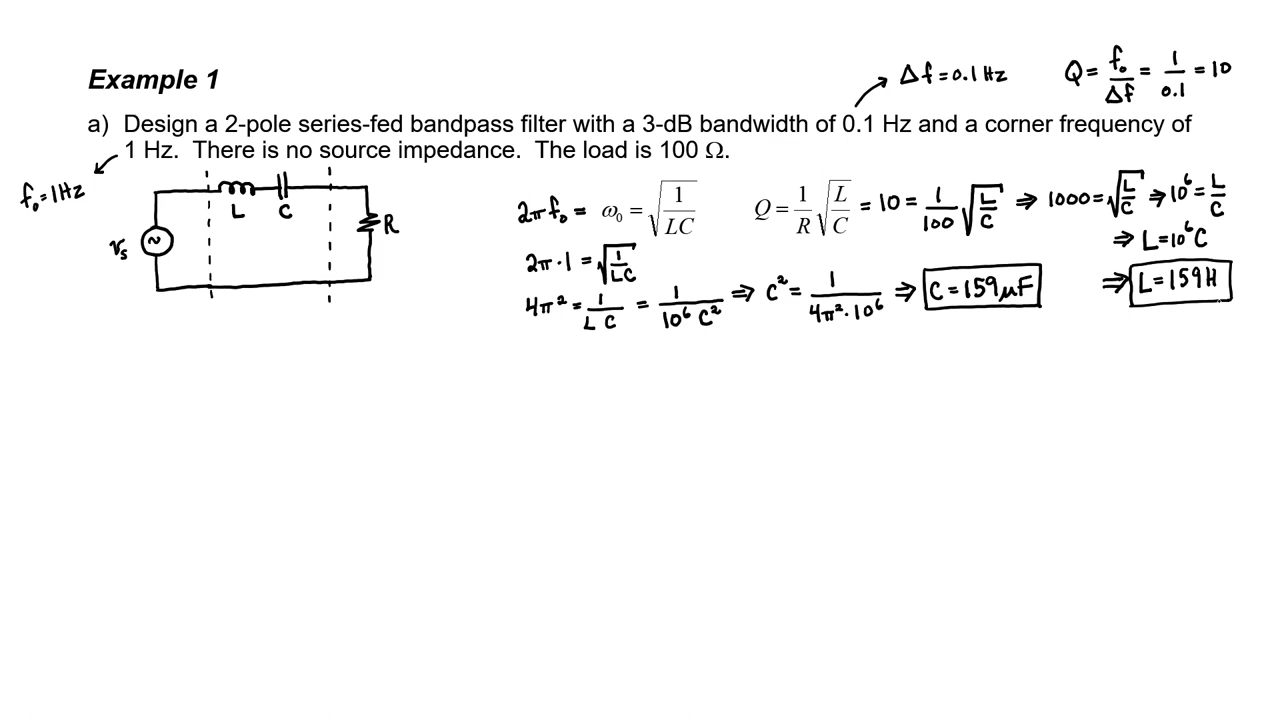 Example 1
Δf = 0.1 Hz
Q = f₀/Δf = 1/0.1 = 10
a) Design a 2-pole series-fed bandpass filter with a 3-dB bandwidth of 0.1 Hz and a corner frequency of
1 Hz. There is no source impedance. The load is 100 Ω.
f₀ = 1Hz
L C
R
vs
2πf₀ = ω₀ = √(1/LC)
Q = 1/R √(L/C) = 10 = 1/100 √(L/C) ⇒ 1000 = √(L/C) ⇒ 10⁶ = L/C
⇒ L = 10⁶C
2π·1 = √(1/LC)
4π² = 1/LC = 1/10⁶C² ⇒ C² = 1/4π²·10⁶ ⇒ C = 159µF
⇒ L = 159H